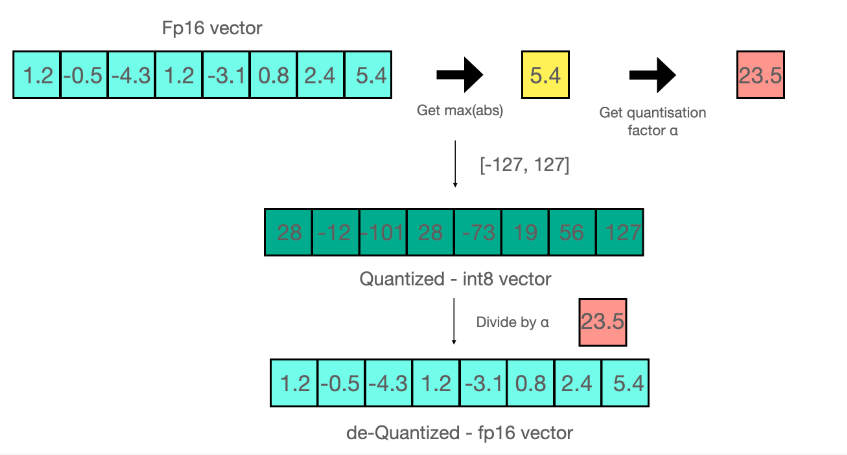 Fp16 vector
1.2 -0.5 -4.3 1.2 -3.1 0.8 2.4 5.4
5.4
23.5
Get max(abs)
Get quantisation
factor α
[-127, 127]
28 -12 -101 28 -73 19 56 127
Quantized - int8 vector
Divide by α
23.5
1.2 -0.5 -4.3 1.2 -3.1 0.8 2.4 5.4
de-Quantized - fp16 vector